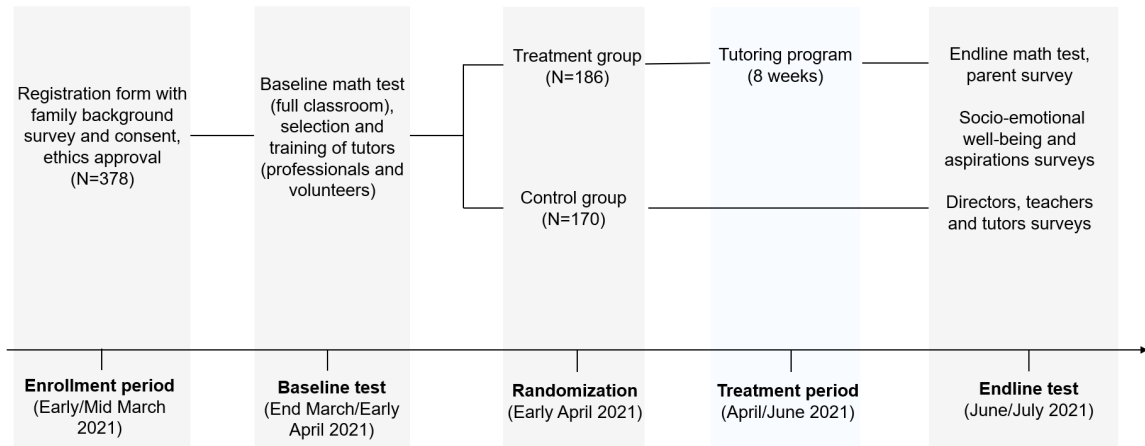 Registration form with
family background
survey and consent,
ethics approval
(N=378)
Baseline math test
(full classroom),
selection and
training of tutors
(professionals and
volunteers)
Treatment group
(N=186)
Control group
(N=170)
Tutoring program
(8 weeks)
Endline math test,
parent survey
Socio-emotional
well-being and
aspirations surveys
Directors, teachers
and tutors surveys
Enrollment period
(Early/Mid March
2021)
Baseline test
(End March/Early
April 2021)
Randomization
(Early April 2021)
Treatment period
(April/June 2021)
Endline test
(June/July 2021)